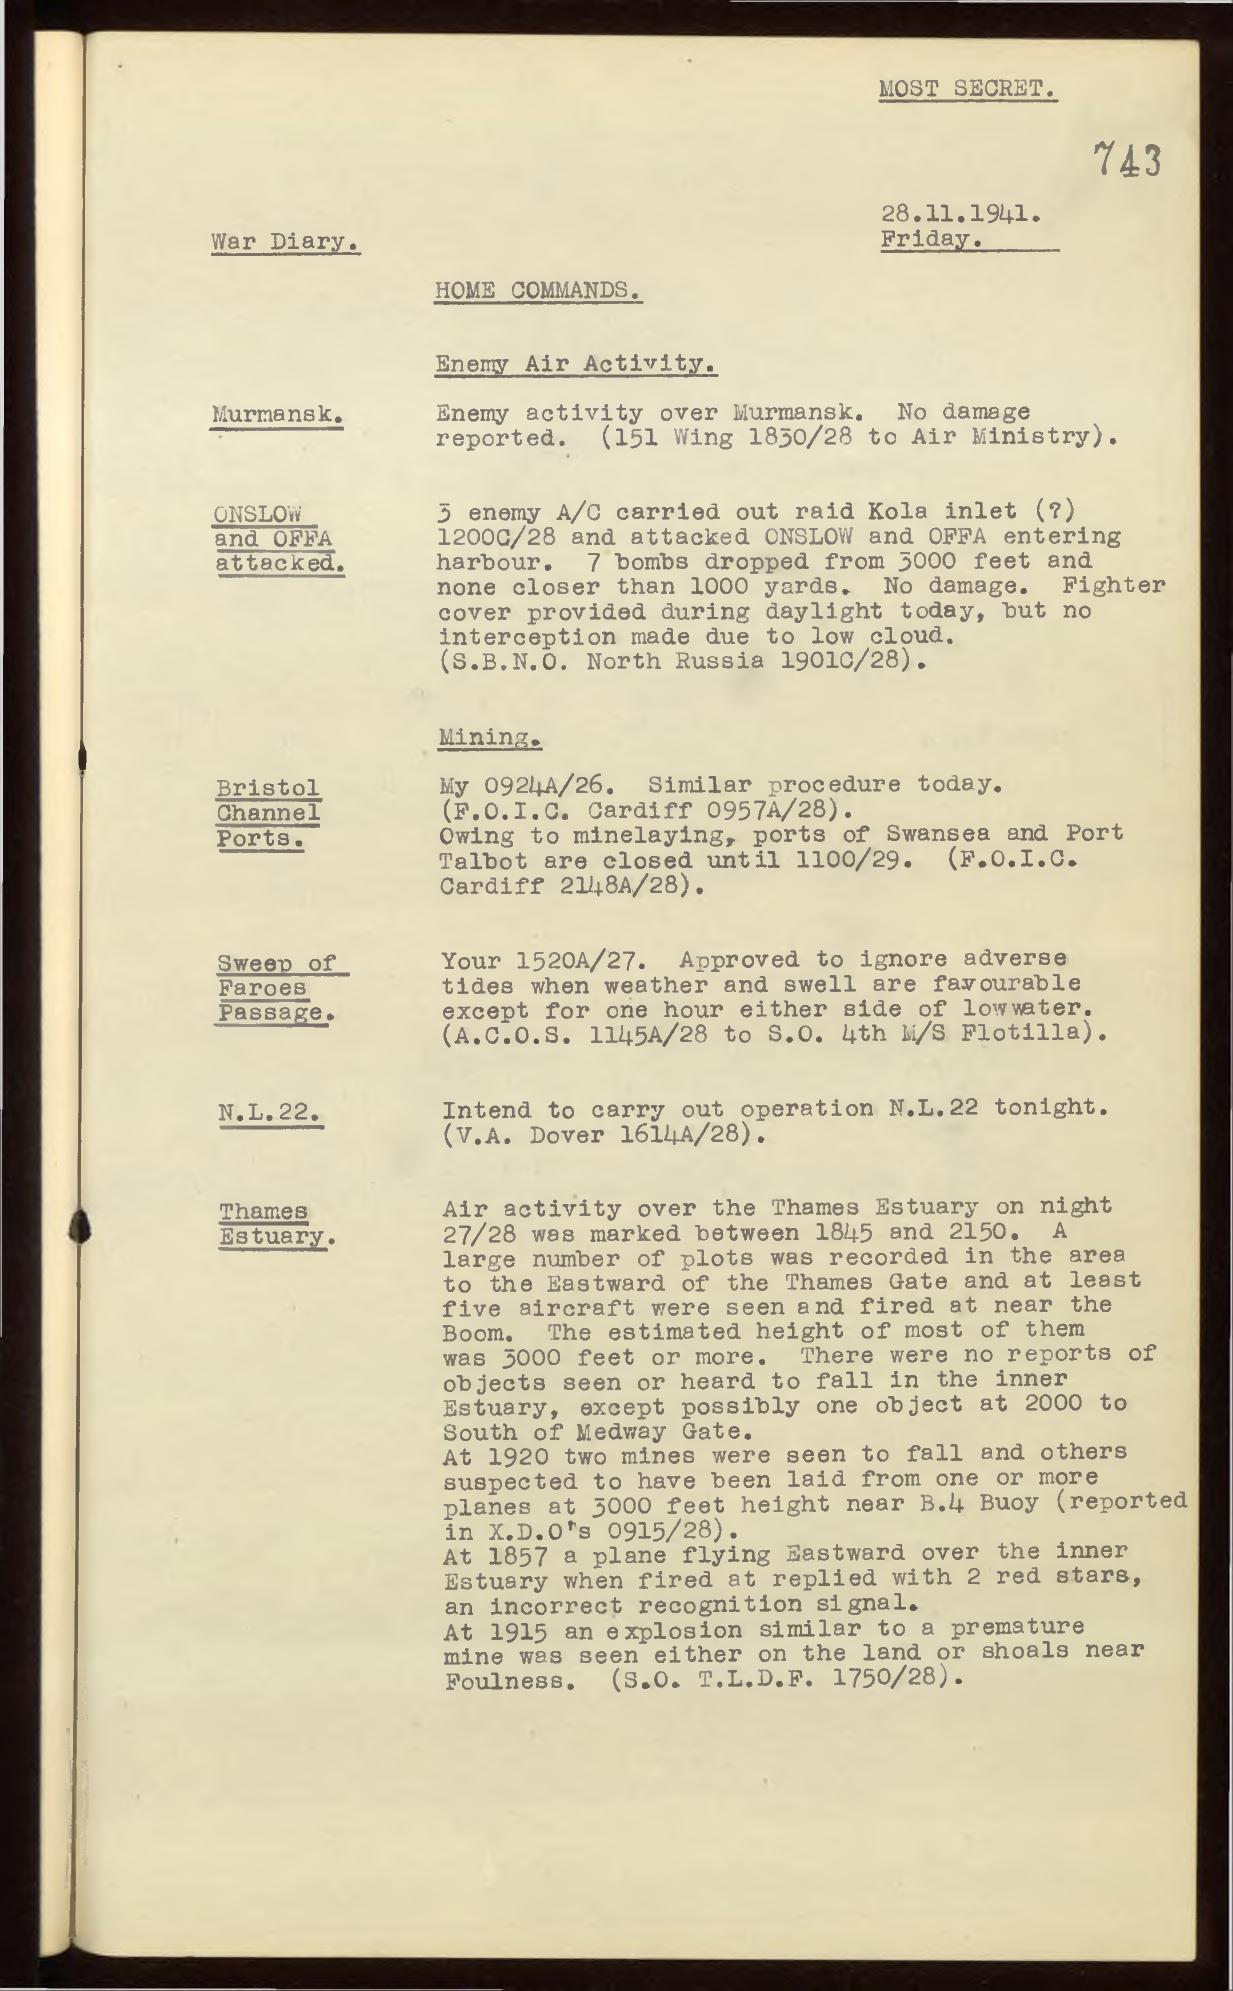 MOST SECRET.
743
28.11.1941.
Friday.
War Diary.
HOME COMMANDS.
Enemy Air Activity.
Murmansk.
Enemy activity over Murmansk. No damage
reported. (151 Wing 1830/28 to Air Ministry).
ONSLOW
and OFFA
attacked.
3 enemy A/C carried out raid Kola inlet (?)
1200C/28 and attacked ONSLOW and OFFA entering
harbour. 7 bombs dropped from 3000 feet and
none closer than 1000 yards. No damage. Fighter
cover provided during daylight today, but no
interception made due to low cloud.
(S.B.N.O. North Russia 1901C/28).
Mining.
Bristol
Channel
Ports.
My 0924A/26. Similar procedure today.
(F.O.I.C. Cardiff 0957A/28).
Owing to minelaying, ports of Swansea and Port
Talbot are closed until 1100/29. (F.O.I.C.
Cardiff 2148A/28).
Sweep of
Faroes
Passage.
Your 1520A/27. Approved to ignore adverse
tides when weather and swell are favourable
except for one hour either side of low water.
(A.C.O.S. 1145A/28 to S.O. 4th M/S Flotilla).
N.L.22.
Intend to carry out operation N.L.22 tonight.
(V.A. Dover 1614A/28).
Thames
Estuary.
Air activity over the Thames Estuary on night
27/28 was marked between 1845 and 2150. A
large number of plots was recorded in the area
to the Eastward of the Thames Gate and at least
five aircraft were seen and fired at near the
Boom. The estimated height of most of them
was 3000 feet or more. There were no reports of
objects seen or heard to fall in the inner
Estuary, except possibly one object at 2000 to
South of Medway Gate.
At 1920 two mines were seen to fall and others
suspected to have been laid from one or more
planes at 3000 feet height near B.4 Buoy (reported
in X.D.O's 0915/28).
At 1857 a plane flying Eastward over the inner
Estuary when fired at replied with 2 red stars,
an incorrect recognition signal.
At 1915 an explosion similar to a premature
mine was seen either on the land or shoals near
Foulness. (S.O. T.L.D.F. 1750/28).